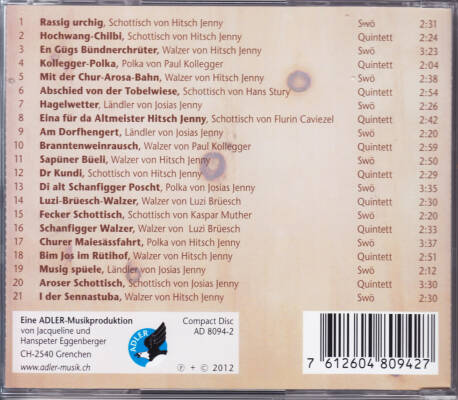 1 Rassig urchig, Schottisch von Hitsch Jenny Swö 2:31
2 Hochwang-Chilbi, Schottisch von Hitsch Jenny Quintett 2:24
3 En Gügs Bündnerchrüter, Walzer von Hitsch Jenny Swö 3:23
4 Kollegger-Polka, Polka von Paul Kollegger Quintett 2:04
5 Mit der Chur-Arosa-Bahn, Walzer von Hitsch Jenny Swö 2:38
6 Abschied von der Tobelwiese, Schottisch von Hans Stury Quintett 2:54
7 Hagelwetter, Ländler von Josias Jenny Swö 2:26
8 Eina für da Altmeister Hitsch Jenny, Schottisch von Flurin Caviezel Quintett 2:42
9 Am Dorfhengert, Ländler von Josias Jenny Swö 2:20
10 Branntenweinrausch, Walzer von Paul Kollegger Quintett 2:59
11 Sapüner Büeli, Walzer von Hitsch Jenny Swö 2:50
12 Dr Kundi, Schottisch von Hitsch Jenny Quintett 2:29
13 Di alt Schanfigger Poscht, Polka von Josias Jenny Swö 3:35
14 Luzi-Brüesch-Walzer, Walzer von Luzi Brüesch Quintett 2:30
15 Fecker Schottisch, Schottisch von Kaspar Muther Swö 2:20
16 Schanfigger Walzer, Walzer von Luzi Brüesch Quintett 2:33
17 Churer Maiesässfahrt, Polka von Hitsch Jenny Swö 2:37
18 Bim Jos im Rütihof, Walzer von Hitsch Jenny Quintett 2:51
19 Musig spüele, Ländler von Josias Jenny Swö 2:12
20 Aroser Schottisch, Schottisch von Hitsch Jenny Quintett 2:30
21 I der Sennastuba, Walzer von Hitsch Jenny Swö 2:30
Eine ADLER-Musikproduktion
von Jacqueline und
Hanspeter Eggenberger
CH-2540 Grenchen
www.adler-musik.ch
ADLER
Compact Disc
AD 8094-2
℗ + © 2012
7 612604 809427